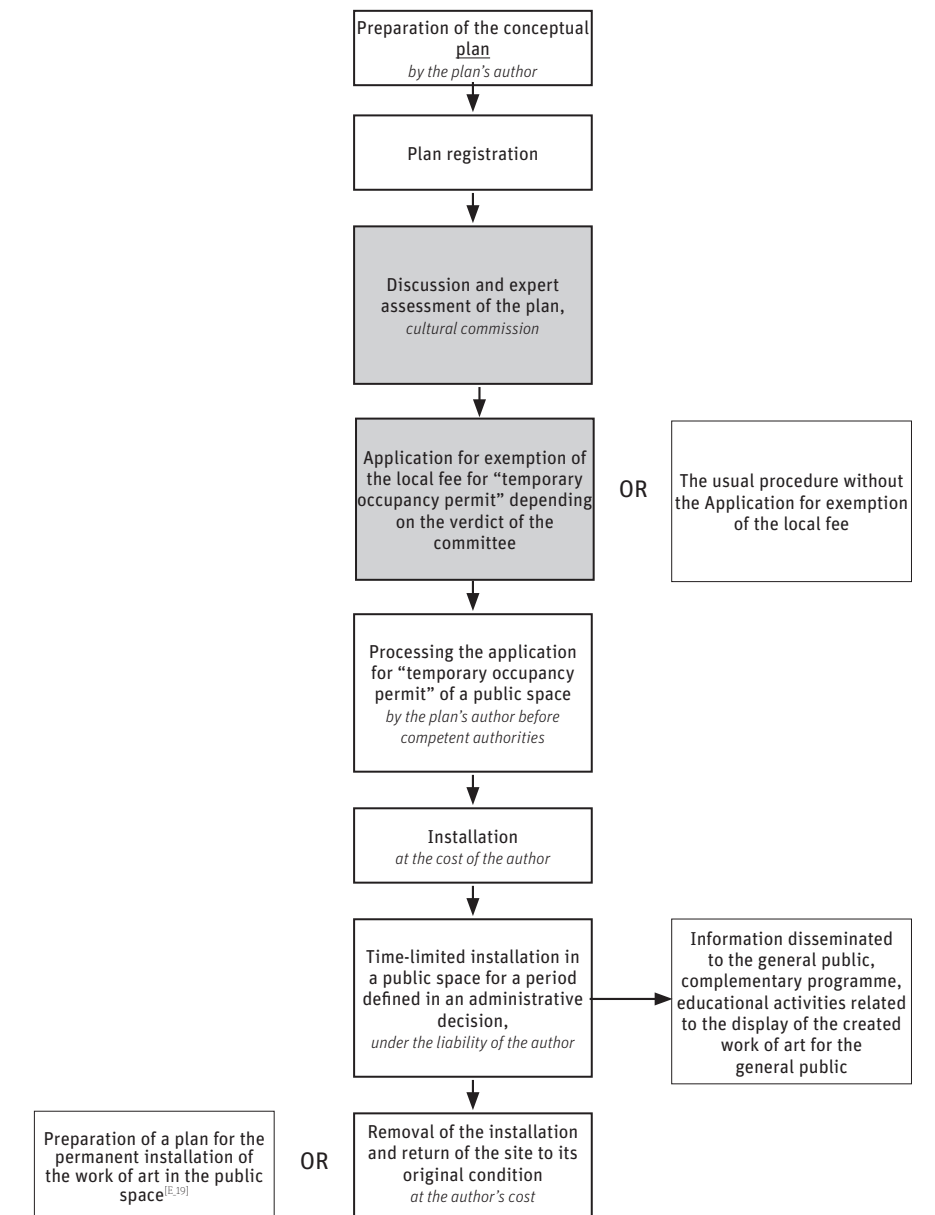 Preparation of the conceptual
plan
by the plan's author
Plan registration
Discussion and expert
assessment of the plan,
cultural commission
Application for exemption of
the local fee for “temporary
occupancy permit” depending
on the verdict of the
committee
OR
The usual procedure without
the Application for exemption
of the local fee
Processing the application
for “temporary occupancy
permit” of a public space
by the plan's author before
competent authorities
Installation
at the cost of the author
Time-limited installation in
a public space for a period
defined in an administrative
decision,
under the liability of the author
Information disseminated
to the general public,
complementary programme,
educational activities related
to the display of the created
work of art for the
general public
Preparation of a plan for the
permanent installation of
the work of art in the public
space[E.19]
OR
Removal of the installation
and return of the site to its
original condition
at the author's cost